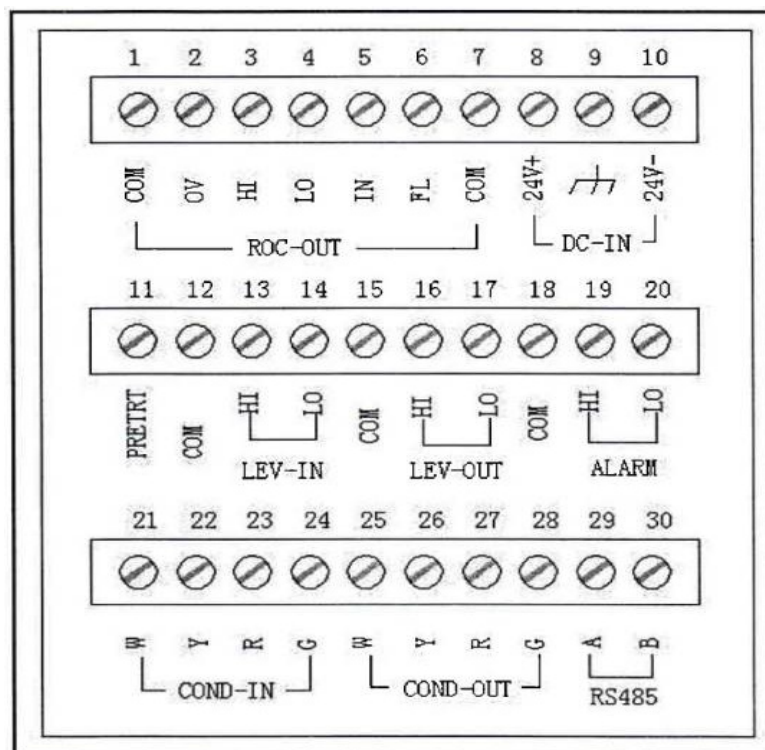 1 2 3 4 5 6 7 8 9 10
COM OV HI LO IN FL COM 24V+ 24V-
ROC-OUT DC-IN
11 12 13 14 15 16 17 18 19 20
PRETRT COM HI LO COM HI LO COM HI LO
LEV-IN LEV-OUT ALARM
21 22 23 24 25 26 27 28 29 30
W Y R G W Y R G A B
COND-IN COND-OUT RS485